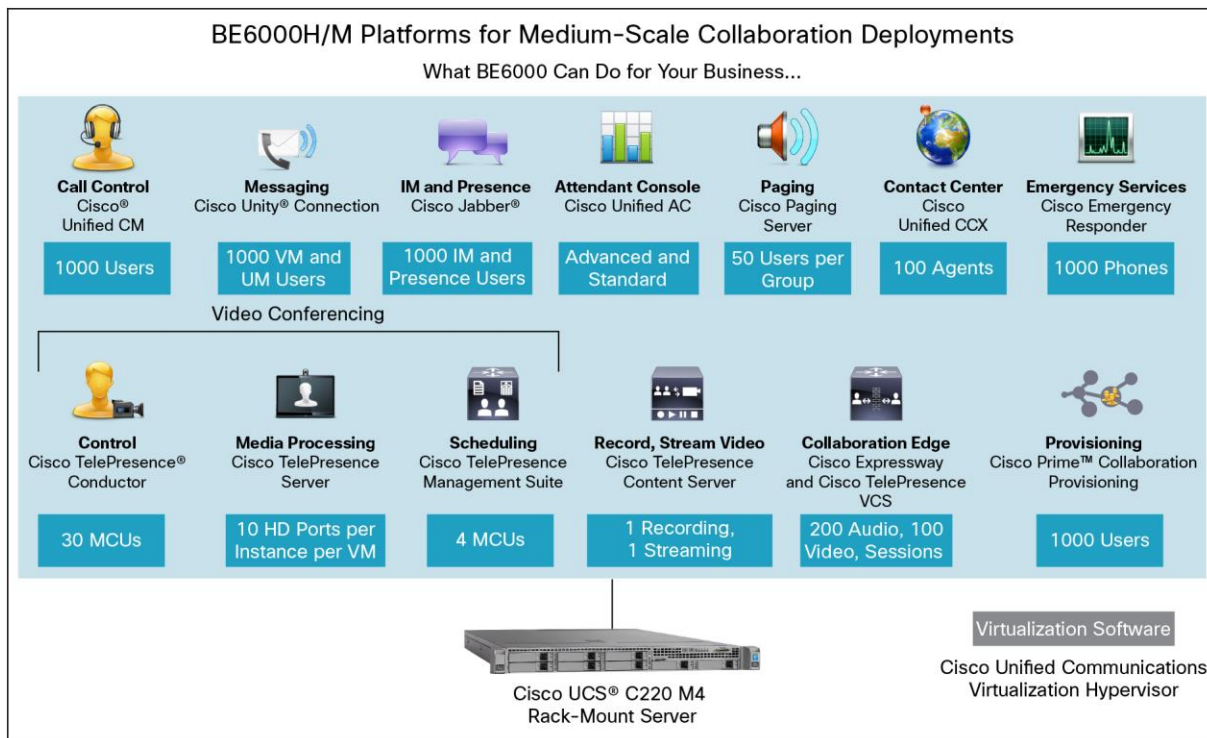 BE6000H/M Platforms for Medium-Scale Collaboration Deployments
What BE6000 Can Do for Your Business...
Call Control
Cisco®
Unified CM
1000 Users
Messaging
Cisco Unity® Connection
1000 VM and
UM Users
IM and Presence
Cisco Jabber®
1000 IM and
Presence Users
Attendant Console
Cisco Unified AC
Advanced and
Standard
Paging
Cisco Paging
Server
50 Users per
Group
Contact Center
Cisco
Unified CCX
100 Agents
Emergency Services
Cisco Emergency
Responder
1000 Phones
Video Conferencing
Control
Cisco TelePresence®
Conductor
30 MCUs
Media Processing
Cisco TelePresence
Server
10 HD Ports per
Instance per VM
Scheduling
Cisco TelePresence
Management Suite
4 MCUs
Record, Stream Video
Cisco TelePresence
Content Server
1 Recording,
1 Streaming
Collaboration Edge
Cisco Expressway
and Cisco TelePresence
VCS
200 Audio, 100
Video, Sessions
Provisioning
Cisco Prime™ Collaboration
Provisioning
1000 Users
Cisco UCS® C220 M4
Rack-Mount Server
Virtualization Software
Cisco Unified Communications
Virtualization Hypervisor